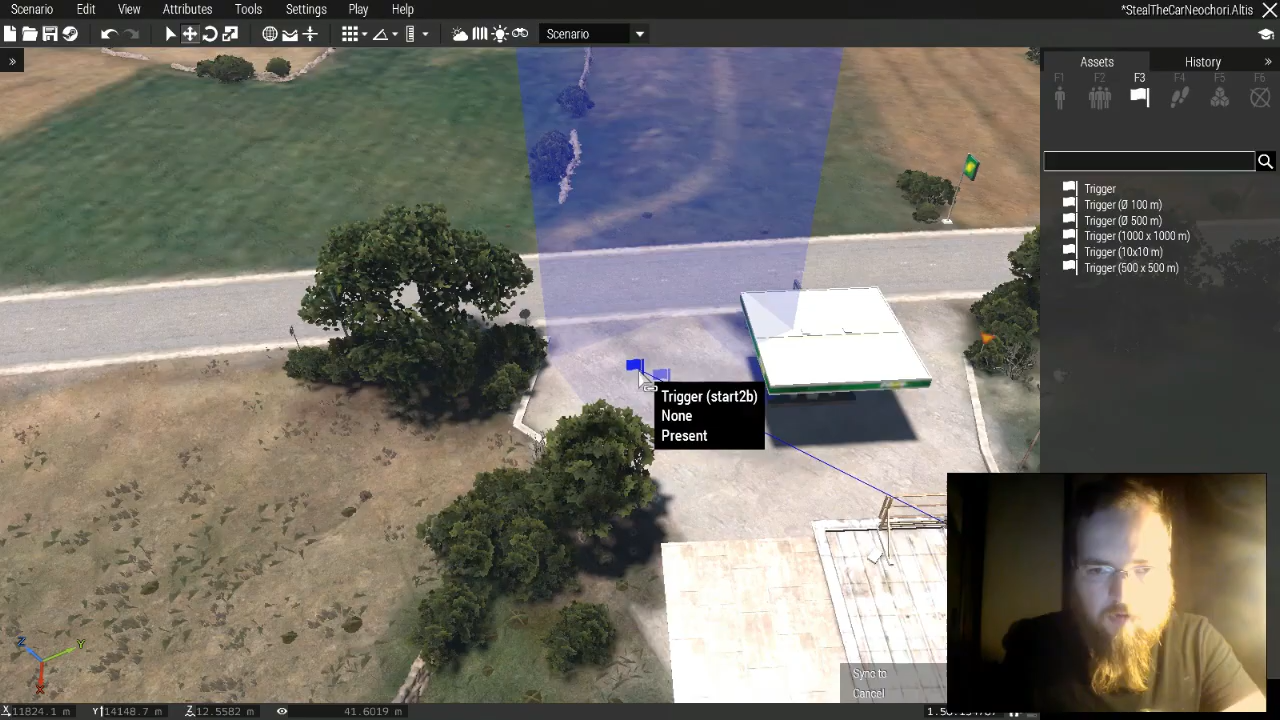 Scenario Edit View Attributes Tools Settings Play Help
*StealTheCarNeochori.Altis
Scenario
Assets History
F1 F2 F3 F4 F5 F6
Trigger
Trigger (Ø 100 m)
Trigger (Ø 500 m)
Trigger (1000 x 1000 m)
Trigger (10x10 m)
Trigger (500 x 500 m)
Trigger (start2b)
None
Present
Z Y
X
Sync to
Cancel
X 11824.1 m Y 14148.7 m Z 12.5582 m 41.6019 m